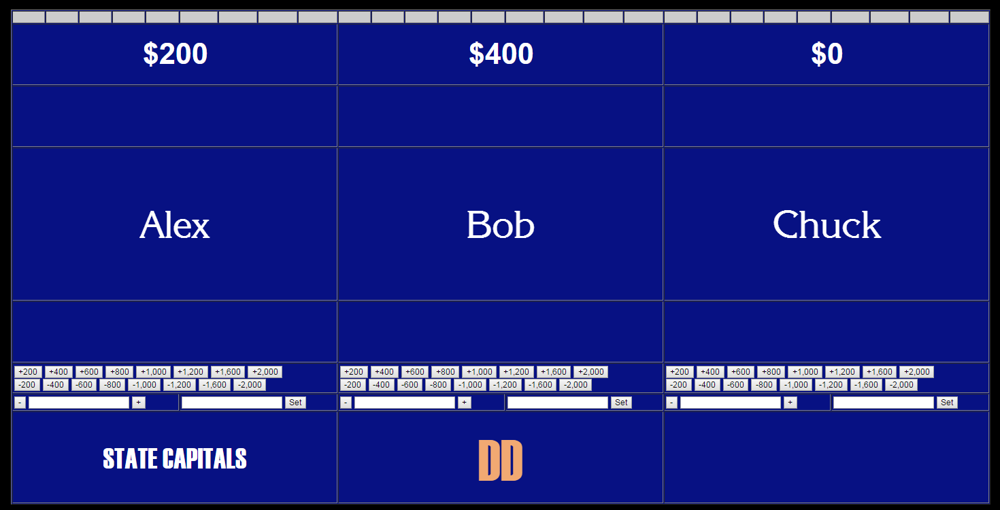 $200 $400 $0
Alex Bob Chuck
+200 +400 +600 +800 +1,000 +1,200 +1,600 +2,000 +200 +400 +600 +800 +1,000 +1,200 +1,600 +2,000 +200 +400 +600 +800 +1,000 +1,200 +1,600 +2,000
-200 -400 -600 -800 -1,000 -1,200 -1,600 -2,000 -200 -400 -600 -800 -1,000 -1,200 -1,600 -2,000 -200 -400 -600 -800 -1,000 -1,200 -1,600 -2,000
- + Set - + Set - + Set
STATE CAPITALS DD